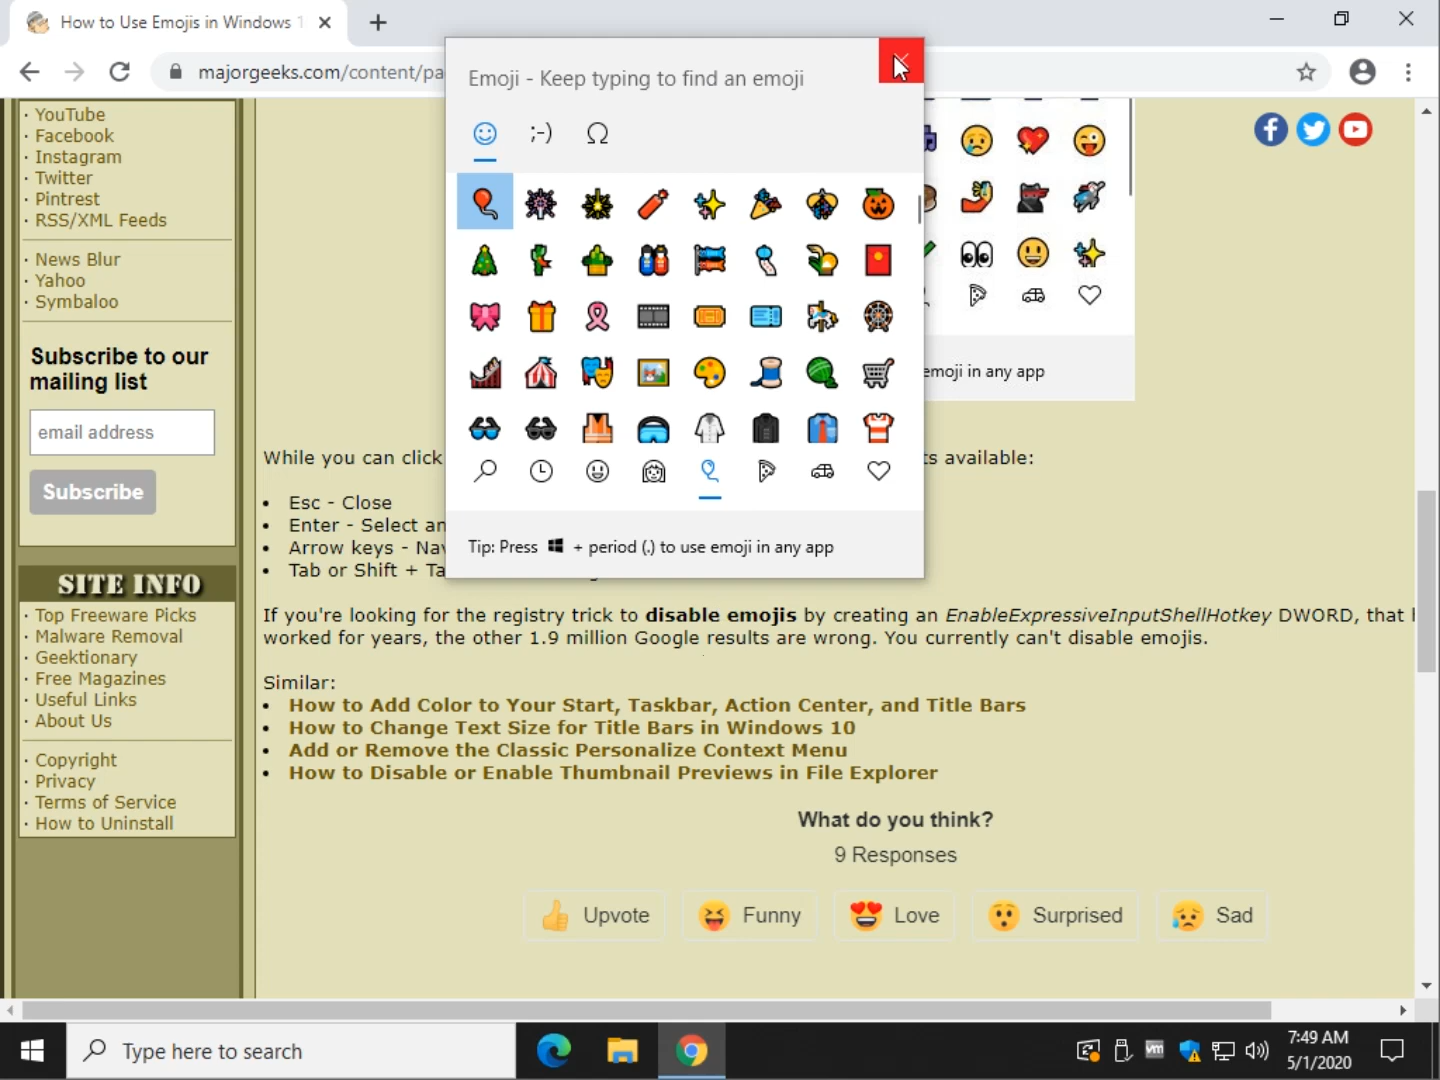 How to Use Emojis in Windows
majorgeeks.com/content/pa
Emoji - Keep typing to find an emoji
;-)
Ω
· YouTube
· Facebook
· Instagram
· Twitter
· Pintrest
· RSS/XML Feeds
· News Blur
· Yahoo
· Symbaloo
Subscribe to our
mailing list
email address
Subscribe
SITE INFO
· Top Freeware Picks
· Malware Removal
· Geektionary
· Free Magazines
· Useful Links
· About Us
· Copyright
· Privacy
· Terms of Service
· How to Uninstall
Tip: Press + period (.) to use emoji in any app
emoji in any app
While you can click ts available:
• Esc - Close
• Enter - Select an
• Arrow keys - Nav
• Tab or Shift + Ta
If you're looking for the registry trick to disable emojis by creating an EnableExpressiveInputShellHotkey DWORD, that
worked for years, the other 1.9 million Google results are wrong. You currently can't disable emojis.
Similar:
• How to Add Color to Your Start, Taskbar, Action Center, and Title Bars
• How to Change Text Size for Title Bars in Windows 10
• Add or Remove the Classic Personalize Context Menu
• How to Disable or Enable Thumbnail Previews in File Explorer
What do you think?
9 Responses
Upvote
Funny
Love
Surprised
Sad
Type here to search
vm
7:49 AM
5/1/2020